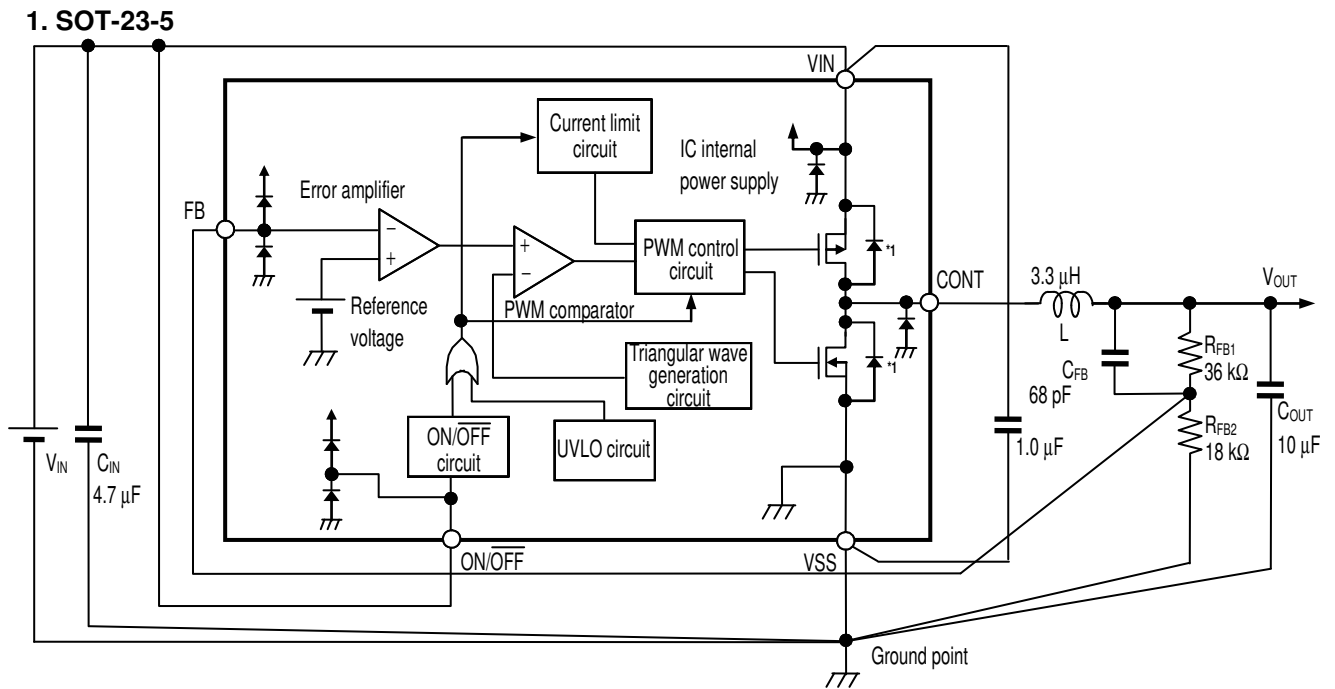 1. SOT-23-5
VIN
Current limit
circuit
IC internal
power supply
Error amplifier
FB
−
+
+
−
PWM control
circuit
*1
CONT
3.3 μH
L
VOUT
Reference
voltage
PWM comparator
Triangular wave
generation
circuit
*1
RFB1
36 kΩ
CFB
68 pF
VIN
CIN
4.7 μF
ON/OFF
circuit
UVLO circuit
1.0 μF
RFB2
18 kΩ
COUT
10 μF
ON/OFF
VSS
Ground point